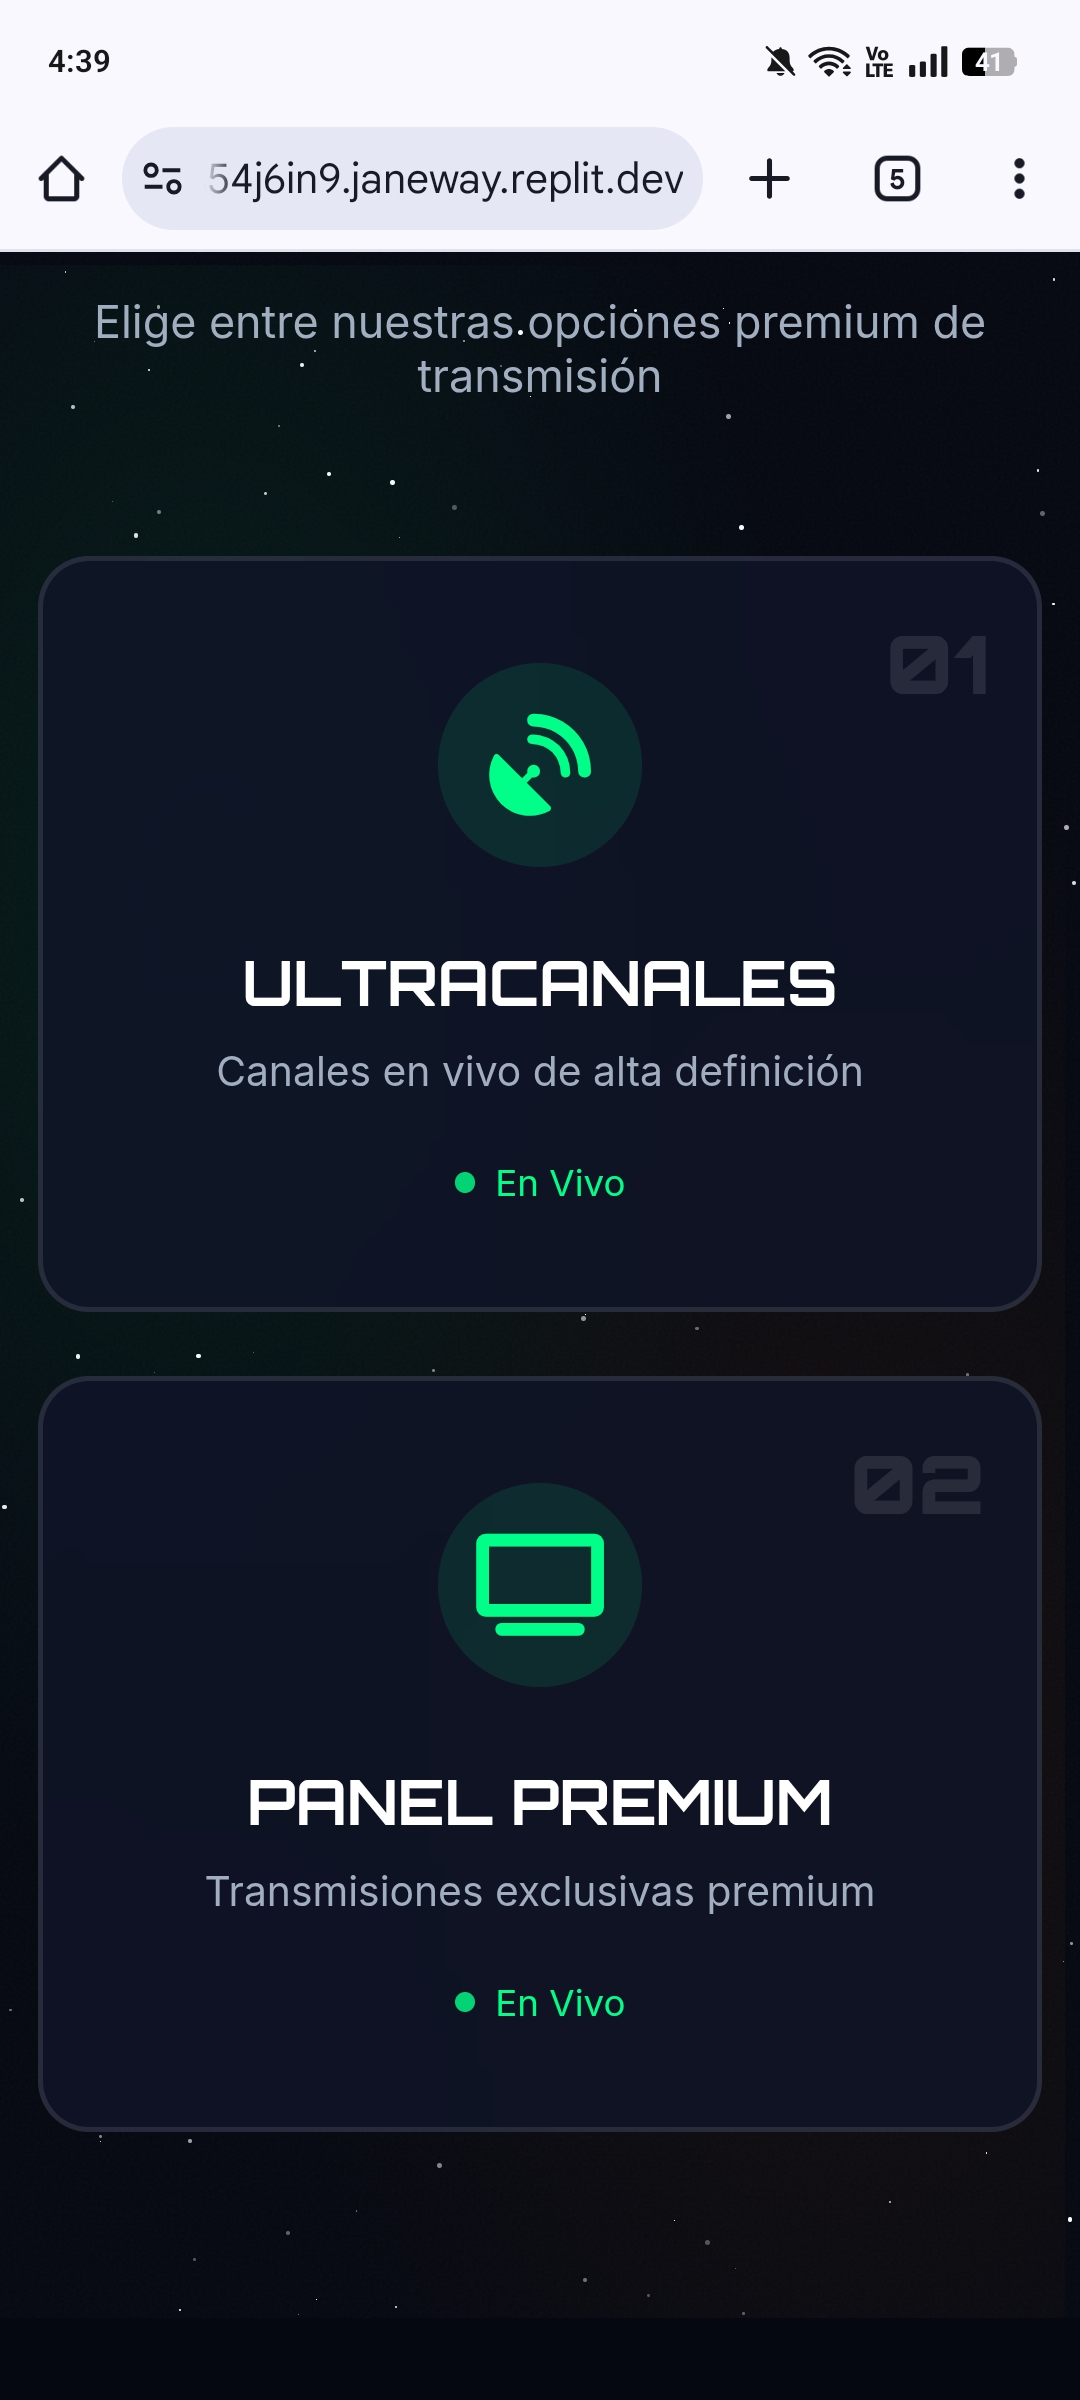 4:39
Vo
LTE
41
54j6in9.janeway.replit.dev
5
Elige entre nuestras opciones premium de
transmisión
01
ULTRACANALES
Canales en vivo de alta definición
En Vivo
02
PANEL PREMIUM
Transmisiones exclusivas premium
En Vivo